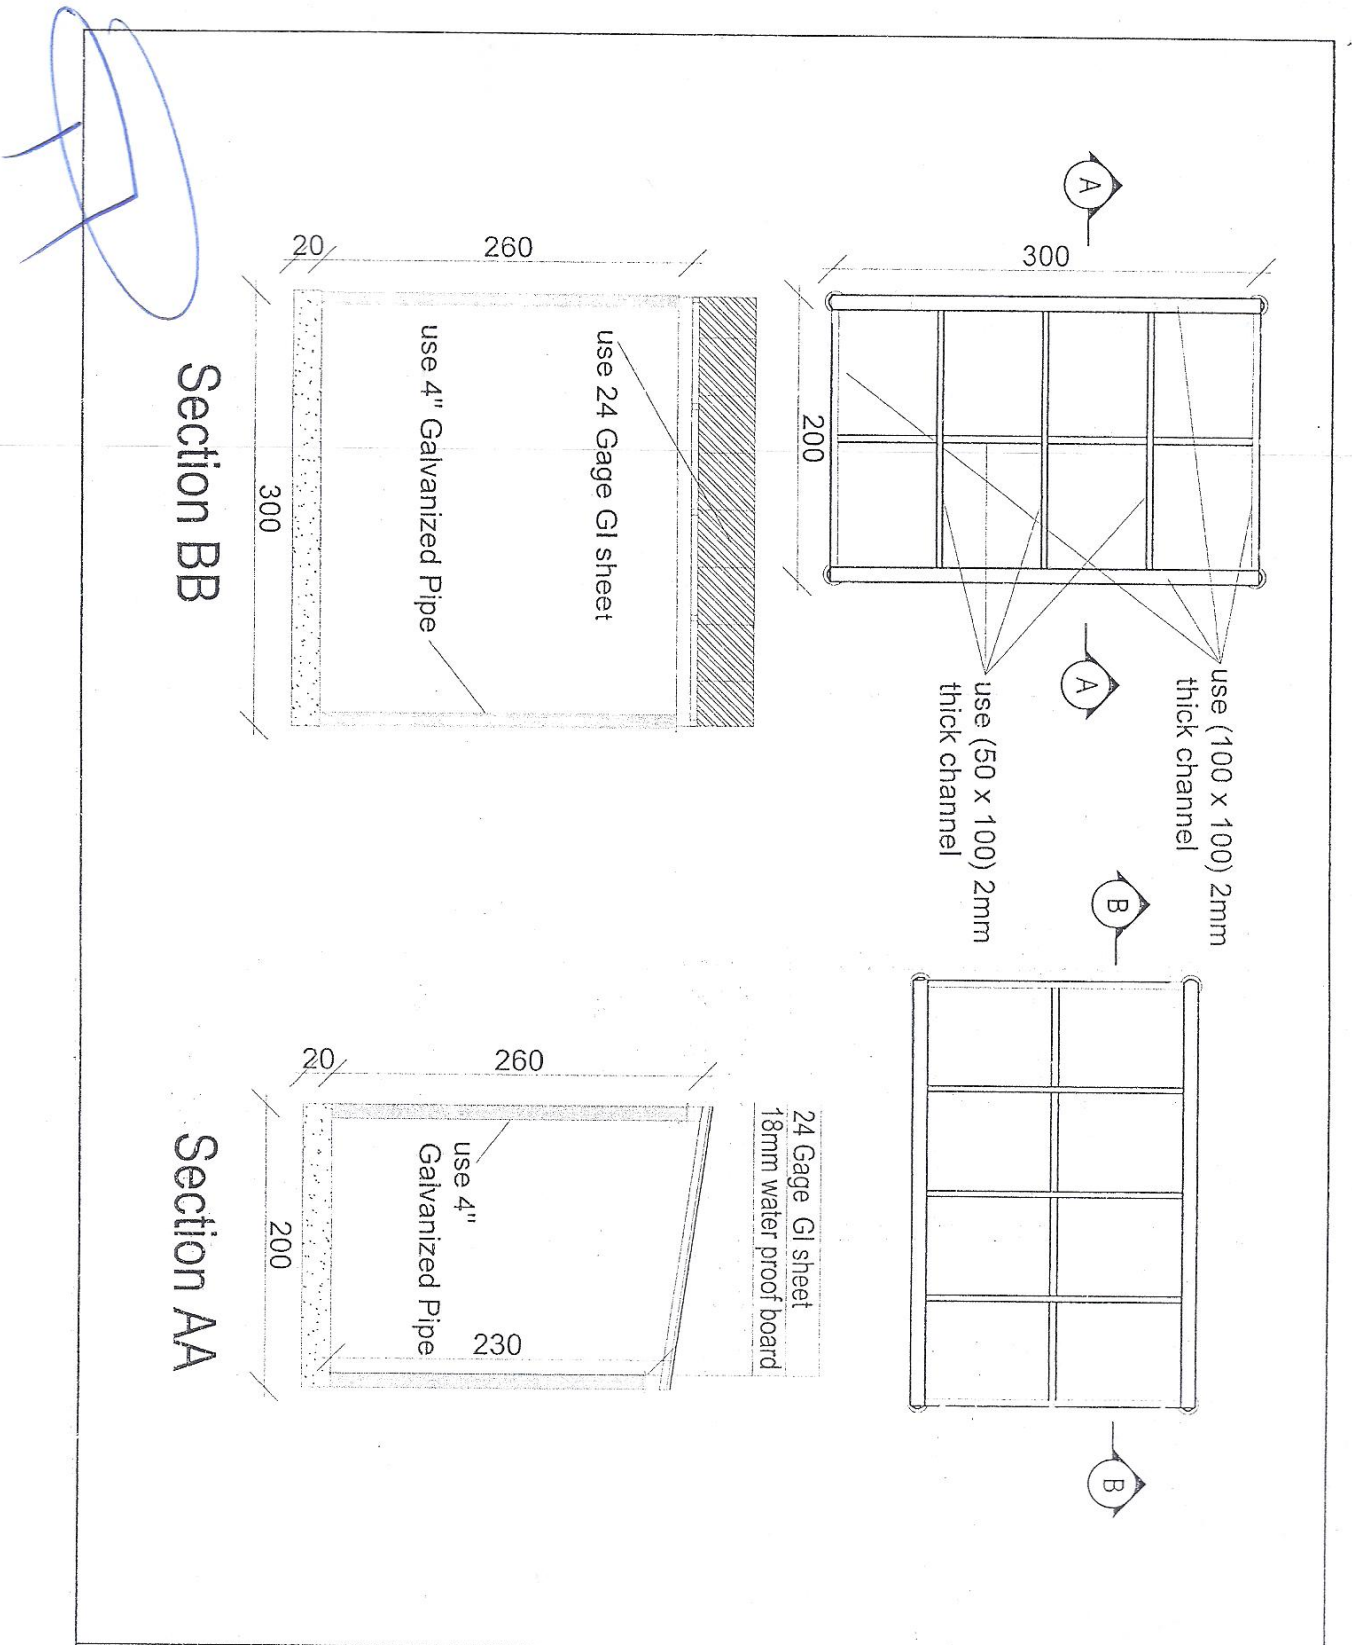 A
A
300
200
use (100 x 100) 2mm
thick channel
use (50 x 100) 2mm
thick channel
B
B
20
260
use 24 Gage GI sheet
use 4" Galvanized Pipe
300
Section BB
24 Gage GI sheet
18mm water proof board
20
260
use 4"
Galvanized Pipe
230
200
Section AA